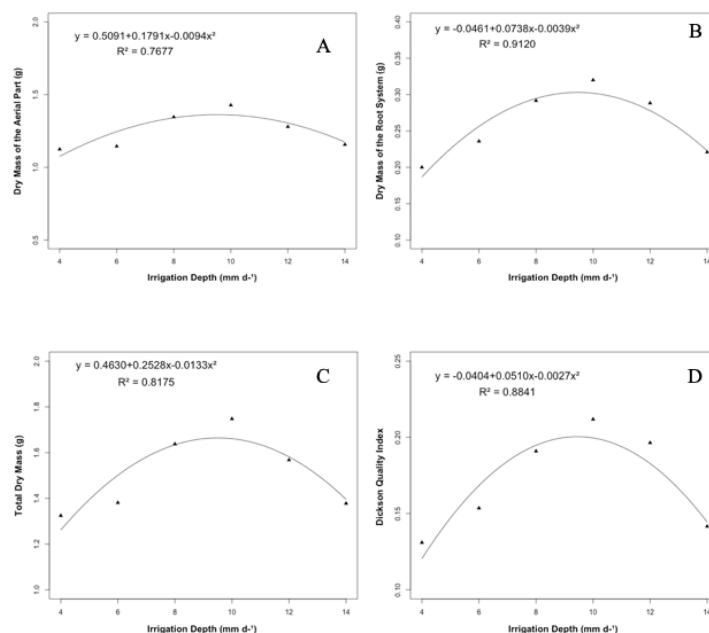 y = 0.5091+0.1791x-0.0094x²
R² = 0.7677
A
Dry Mass of the Aerial Part (g)
2.0
1.5
1.0
0.5
4 6 8 10 12 14
Irrigation Depth (mm d-¹)
y = -0.0461+0.0738x-0.0039x²
R² = 0.9120
B
Dry Mass of the Root System (g)
0.40
0.35
0.30
0.25
0.20
0.15
0.10
4 6 8 10 12 14
Irrigation Depth (mm d-¹)
y = 0.4630+0.2528x-0.0133x²
R² = 0.8175
C
Total Dry Mass (g)
2.0
1.8
1.6
1.4
1.2
1.0
4 6 8 10 12 14
Irrigation Depth (mm d-¹)
y = -0.0404+0.0510x-0.0027x²
R² = 0.8841
D
Dickson Quality Index
0.25
0.20
0.15
0.10
4 6 8 10 12 14
Irrigation Depth (mm d-¹)